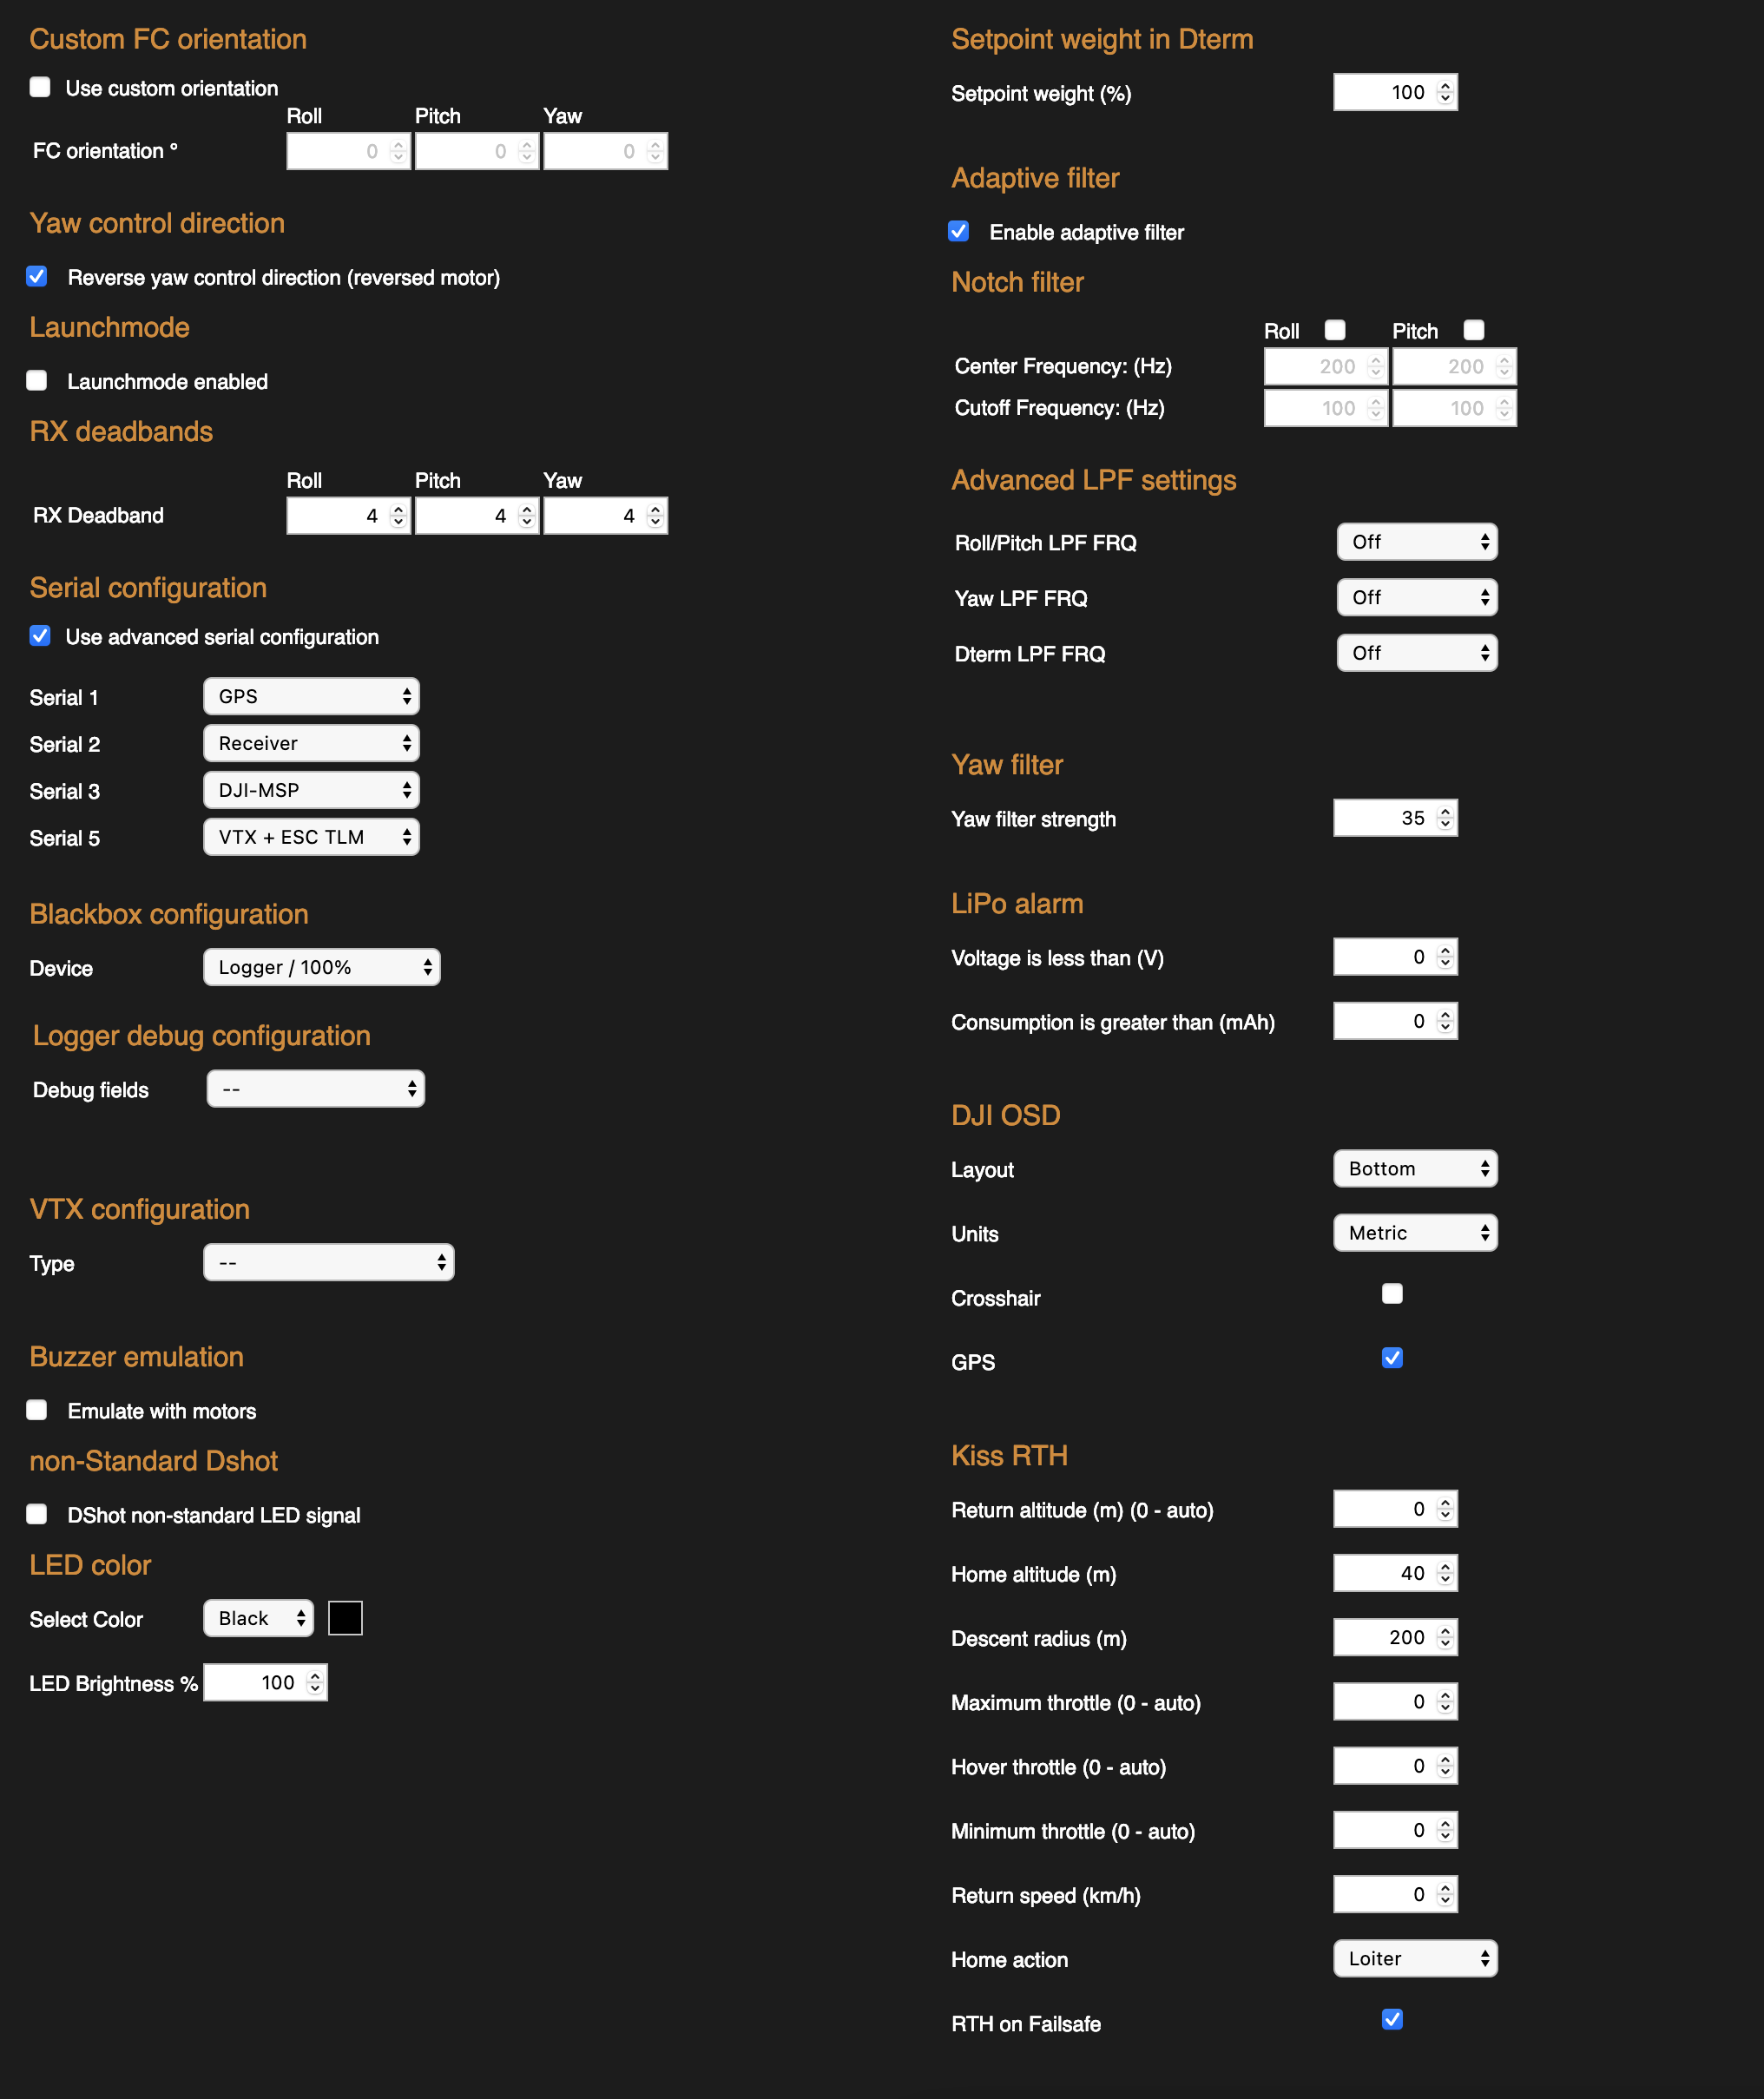 Custom FC orientation
Use custom orientation
Roll Pitch Yaw
FC orientation ° 0 0 0
Yaw control direction
Reverse yaw control direction (reversed motor)
Launchmode
Launchmode enabled
RX deadbands
Roll Pitch Yaw
RX Deadband 4 4 4
Serial configuration
Use advanced serial configuration
Serial 1 GPS
Serial 2 Receiver
Serial 3 DJI-MSP
Serial 5 VTX + ESC TLM
Blackbox configuration
Device Logger / 100%
Logger debug configuration
Debug fields --
VTX configuration
Type --
Buzzer emulation
Emulate with motors
non-Standard Dshot
DShot non-standard LED signal
LED color
Select Color Black
LED Brightness % 100
Setpoint weight in Dterm
Setpoint weight (%) 100
Adaptive filter
Enable adaptive filter
Notch filter
Roll Pitch
Center Frequency: (Hz) 200 200
Cutoff Frequency: (Hz) 100 100
Advanced LPF settings
Roll/Pitch LPF FRQ Off
Yaw LPF FRQ Off
Dterm LPF FRQ Off
Yaw filter
Yaw filter strength 35
LiPo alarm
Voltage is less than (V) 0
Consumption is greater than (mAh) 0
DJI OSD
Layout Bottom
Units Metric
Crosshair
GPS
Kiss RTH
Return altitude (m) (0 - auto) 0
Home altitude (m) 40
Descent radius (m) 200
Maximum throttle (0 - auto) 0
Hover throttle (0 - auto) 0
Minimum throttle (0 - auto) 0
Return speed (km/h) 0
Home action Loiter
RTH on Failsafe